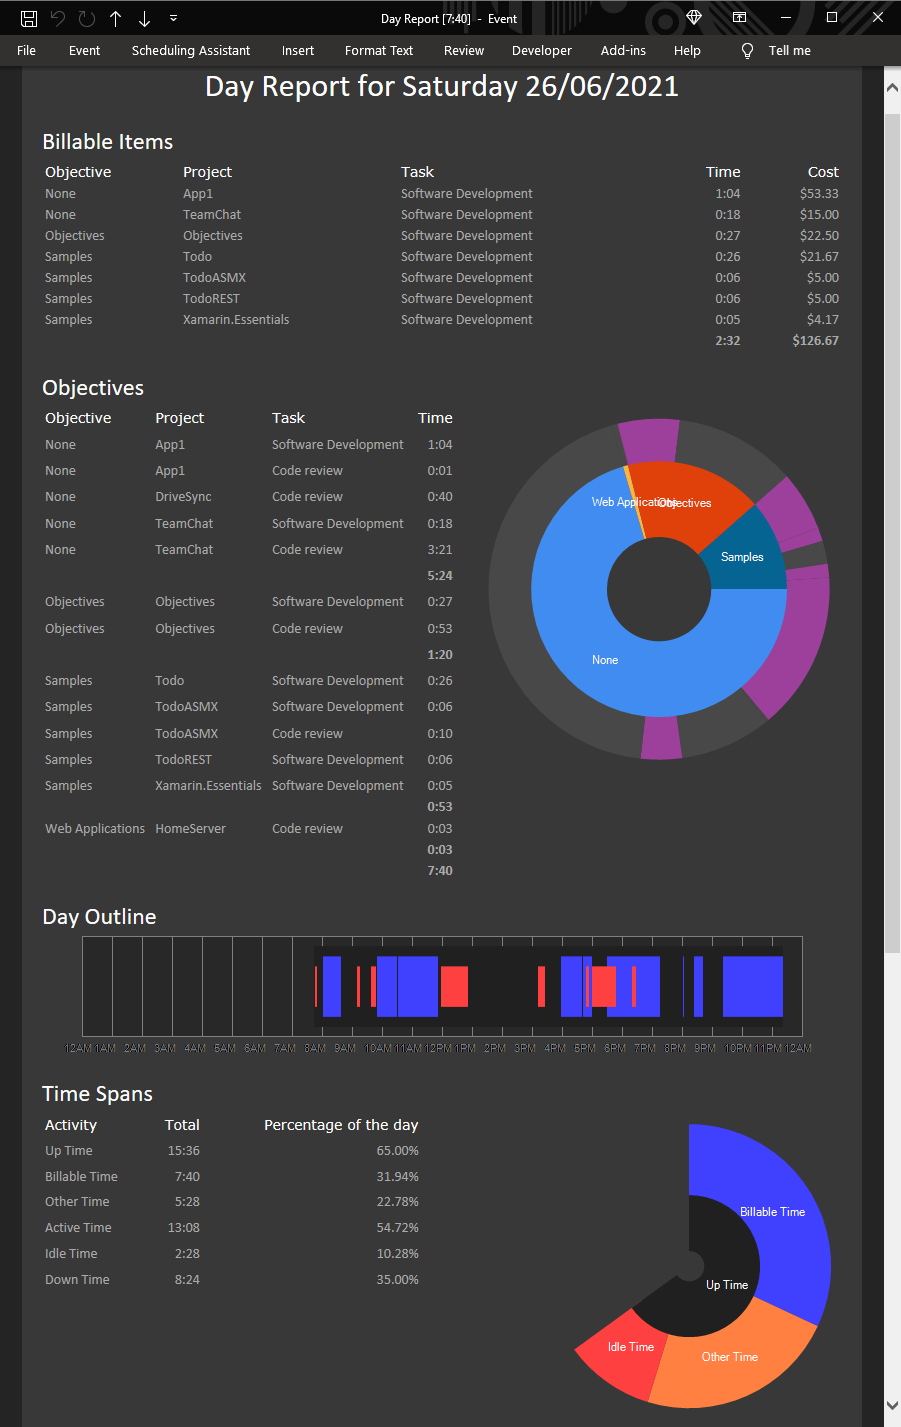 Day Report [7:40] - Event
File Event Scheduling Assistant Insert Format Text Review Developer Add-ins Help Tell me
Day Report for Saturday 26/06/2021
Billable Items
Objective Project Task Time Cost
None App1 Software Development 1:04 $53.33
None TeamChat Software Development 0:18 $15.00
Objectives Objectives Software Development 0:27 $22.50
Samples Todo Software Development 0:26 $21.67
Samples TodoASMX Software Development 0:06 $5.00
Samples TodoREST Software Development 0:06 $5.00
Samples Xamarin.Essentials Software Development 0:05 $4.17
2:32 $126.67
Objectives
Objective Project Task Time
None App1 Software Development 1:04
None App1 Code review 0:01
None DriveSync Code review 0:40
None TeamChat Software Development 0:18
None TeamChat Code review 3:21
5:24
Objectives Objectives Software Development 0:27
Objectives Objectives Code review 0:53
1:20
Samples Todo Software Development 0:26
Samples TodoASMX Software Development 0:06
Samples TodoASMX Code review 0:10
Samples TodoREST Software Development 0:06
Samples Xamarin.Essentials Software Development 0:05
0:53
Web Applications HomeServer Code review 0:03
0:03
7:40
Web Applications Objectives
Samples
None
Day Outline
12AM 1AM 2AM 3AM 4AM 5AM 6AM 7AM 8AM 9AM 10AM 11AM 12PM 1PM 2PM 3PM 4PM 5PM 6PM 7PM 8PM 9PM 10PM 11PM 12AM
Time Spans
Activity Total Percentage of the day
Up Time 15:36 65.00%
Billable Time 7:40 31.94%
Other Time 5:28 22.78%
Active Time 13:08 54.72%
Idle Time 2:28 10.28%
Down Time 8:24 35.00%
Billable Time
Up Time
Idle Time
Other Time